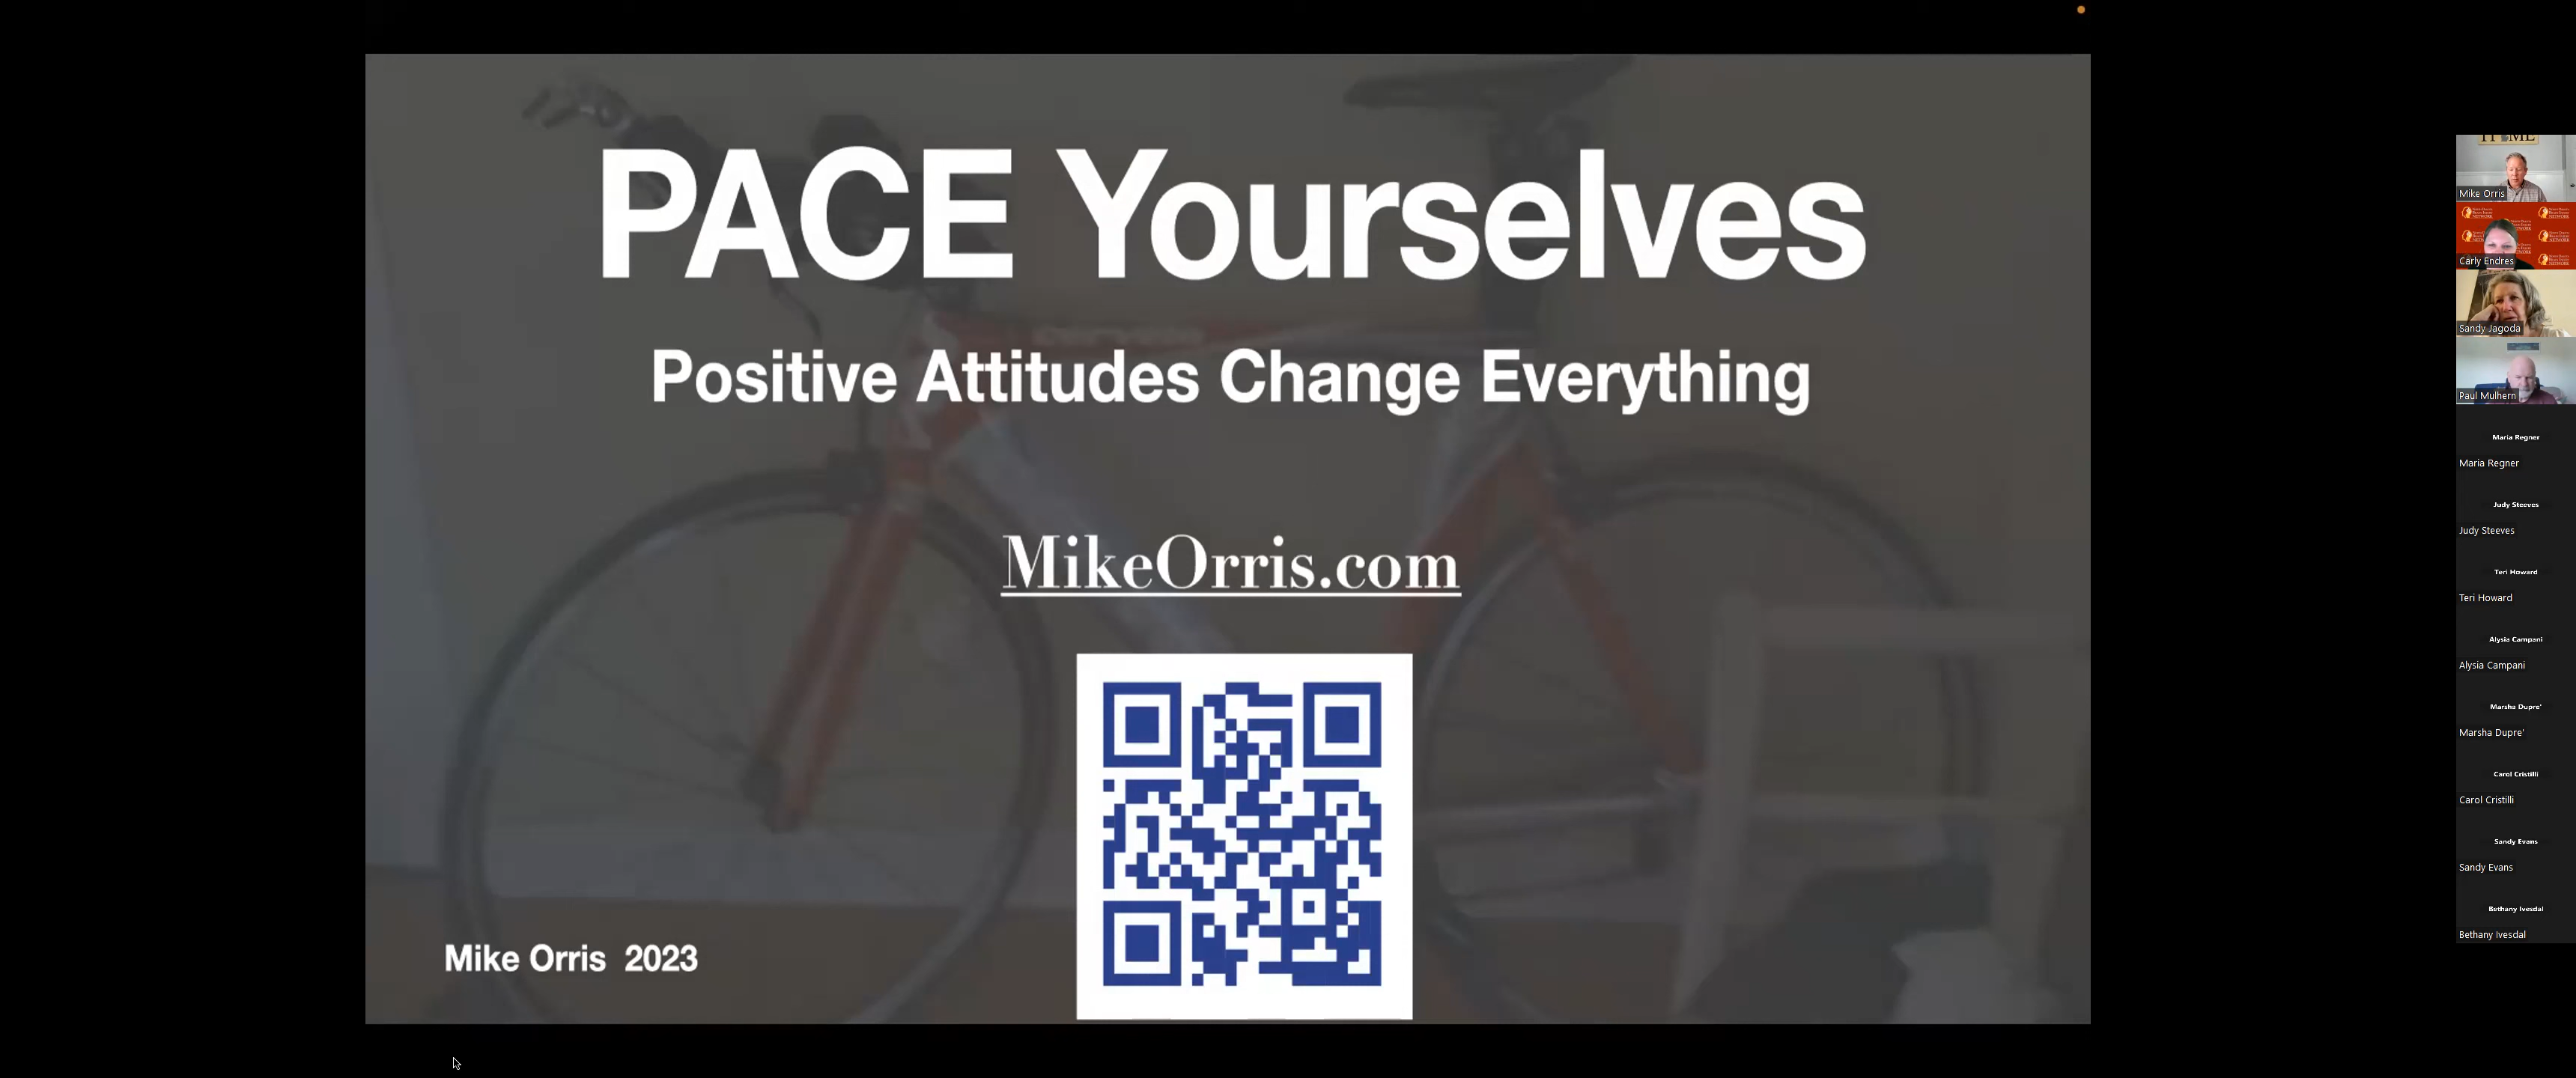 PACE Yourselves
Positive Attitudes Change Everything
MikeOrris.com
Mike Orris 2023
Mike Orris
Carly Endres
Sandy Jagoda
Paul Mulhern
Maria Regner
Maria Regner
Judy Steeves
Judy Steeves
Teri Howard
Teri Howard
Alysia Campani
Alysia Campani
Marsha Dupre'
Marsha Dupre'
Carol Cristilli
Carol Cristilli
Sandy Evans
Sandy Evans
Bethany Ivesdal
Bethany Ivesdal